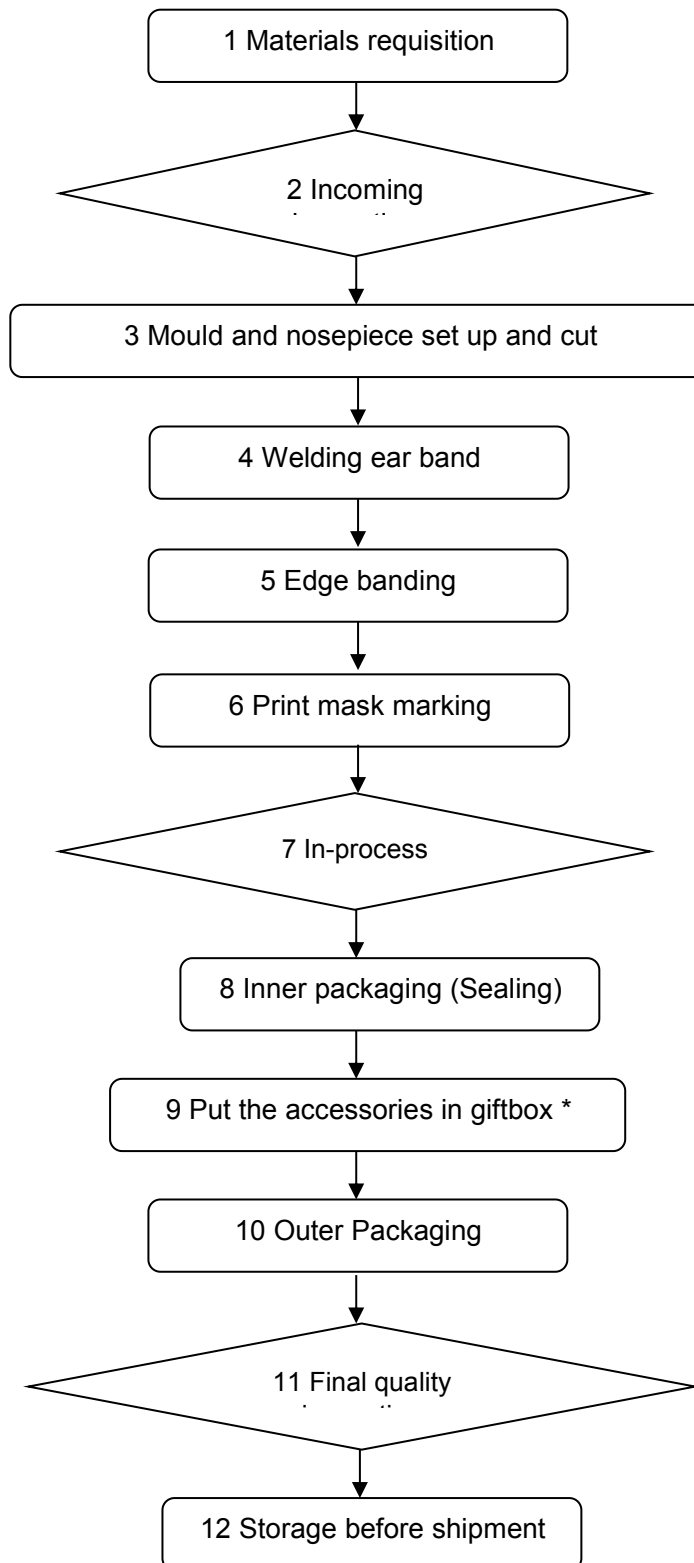 1 Materials requisition
2 Incoming
3 Mould and nosepiece set up and cut
4 Welding ear band
5 Edge banding
6 Print mask marking
7 In-process
8 Inner packaging (Sealing)
9 Put the accessories in giftbox *
10 Outer Packaging
11 Final quality
12 Storage before shipment